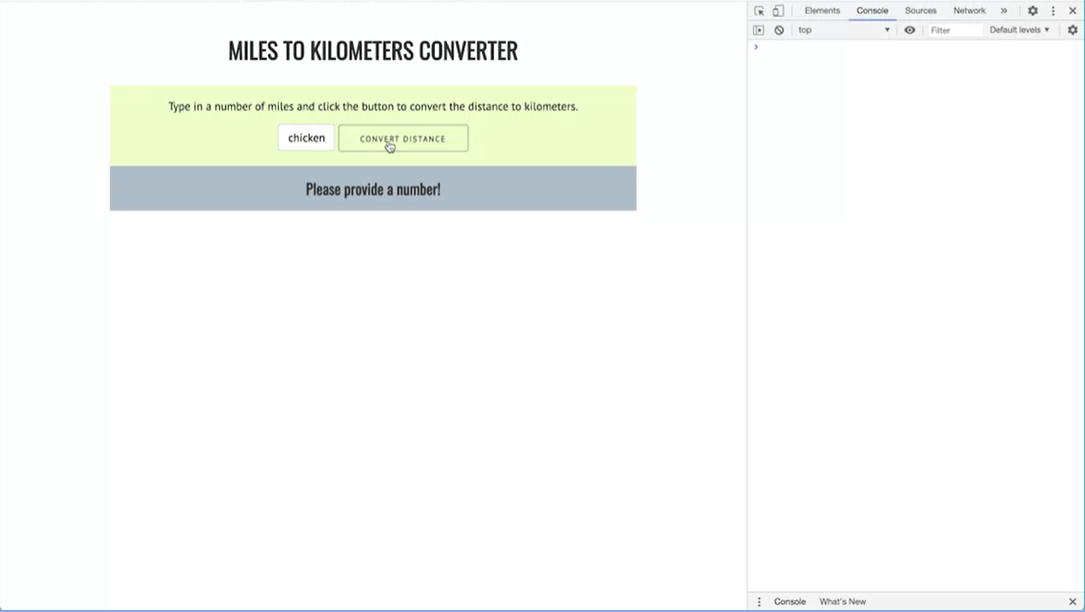 Elements Console Sources Network »
top Filter Default levels
MILES TO KILOMETERS CONVERTER
Type in a number of miles and click the button to convert the distance to kilometers.
chicken CONVERT DISTANCE
Please provide a number!
Console What's New